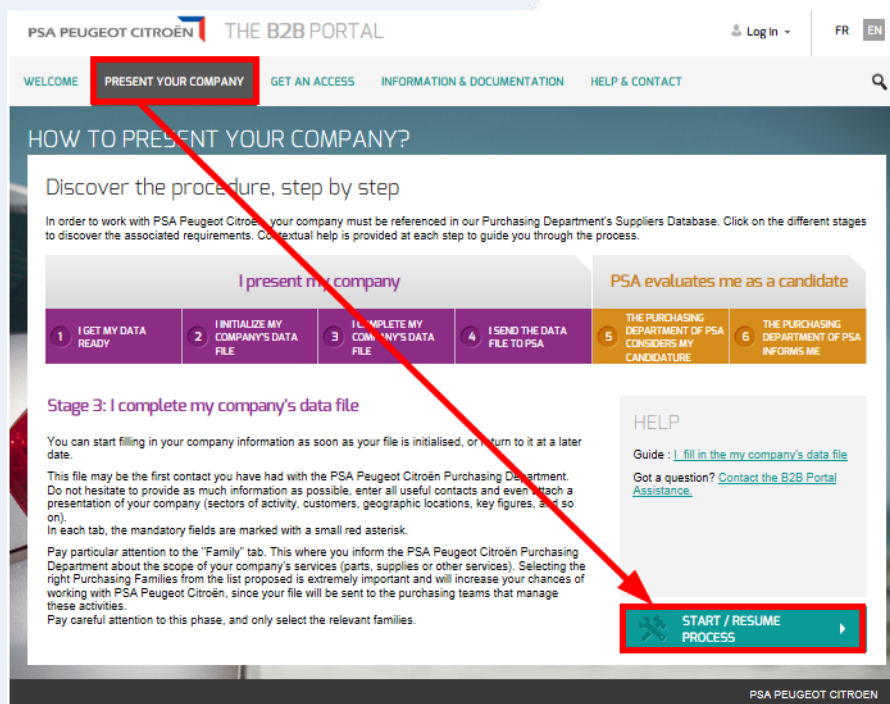 PSA PEUGEOT CITROËN THE B2B PORTAL Log In FR EN
WELCOME PRESENT YOUR COMPANY GET AN ACCESS INFORMATION & DOCUMENTATION HELP & CONTACT
HOW TO PRESENT YOUR COMPANY?
Discover the procedure, step by step
In order to work with PSA Peugeot Citroën, your company must be referenced in our Purchasing Department's Suppliers Database. Click on the different stages
to discover the associated requirements. Contextual help is provided at each step to guide you through the process.
I present my company
PSA evaluates me as a candidate
1 I GET MY DATA
READY
2 I INITIALIZE MY
COMPANY'S DATA
FILE
3 I COMPLETE MY
COMPANY'S DATA
FILE
4 I SEND THE DATA
FILE TO PSA
5 THE PURCHASING
DEPARTMENT OF PSA
CONSIDERS MY
CANDIDATURE
6 THE PURCHASING
DEPARTMENT OF PSA
INFORMS ME
Stage 3: I complete my company's data file
You can start filling in your company information as soon as your file is initialised, or return to it at a later
date.
This file may be the first contact you have had with the PSA Peugeot Citroën Purchasing Department.
Do not hesitate to provide as much information as possible, enter all useful contacts and even attach a
presentation of your company (sectors of activity, customers, geographic locations, key figures, and so
on).
In each tab, the mandatory fields are marked with a small red asterisk.
Pay particular attention to the "Family" tab. This where you inform the PSA Peugeot Citroën Purchasing
Department about the scope of your company's services (parts, supplies or other services). Selecting the
right Purchasing Families from the list proposed is extremely important and will increase your chances of
working with PSA Peugeot Citroën, since your file will be sent to the purchasing teams that manage
these activities.
Pay careful attention to this phase, and only select the relevant families.
HELP
Guide : I fill in the my company's data file
Got a question? Contact the B2B Portal
Assistance.
START / RESUME
PROCESS
PSA PEUGEOT CITROEN